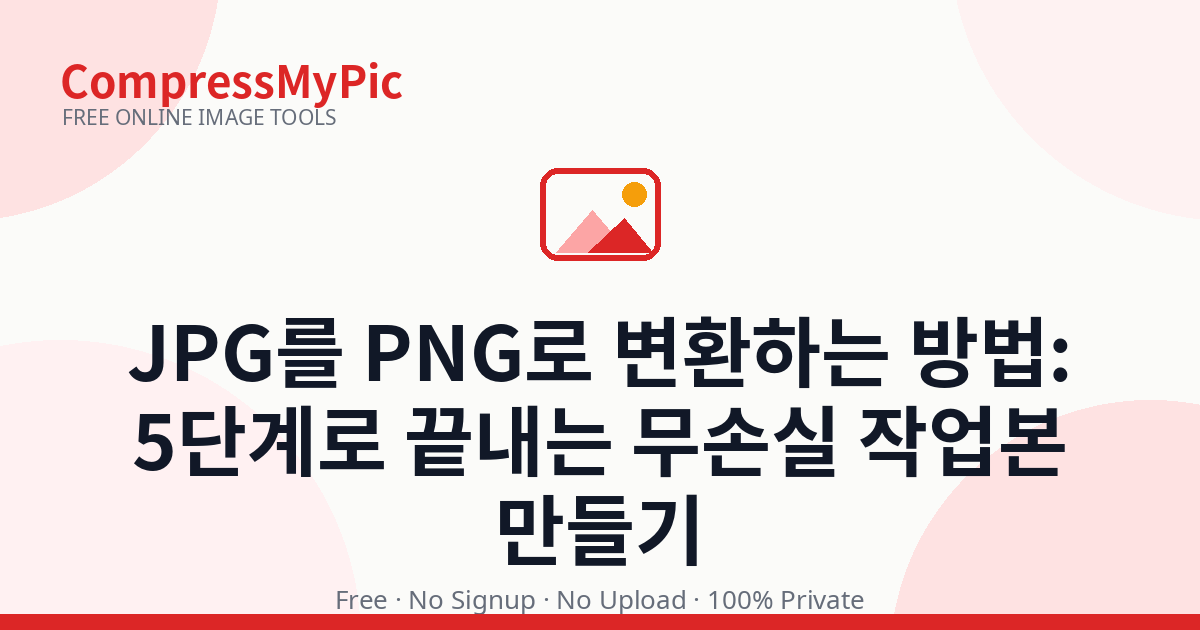 CompressMyPic
FREE ONLINE IMAGE TOOLS
JPG를 PNG로 변환하는 방법:
5단계로 끝내는 무손실 작업본
만들기
Free · No Signup · No Upload · 100% Private